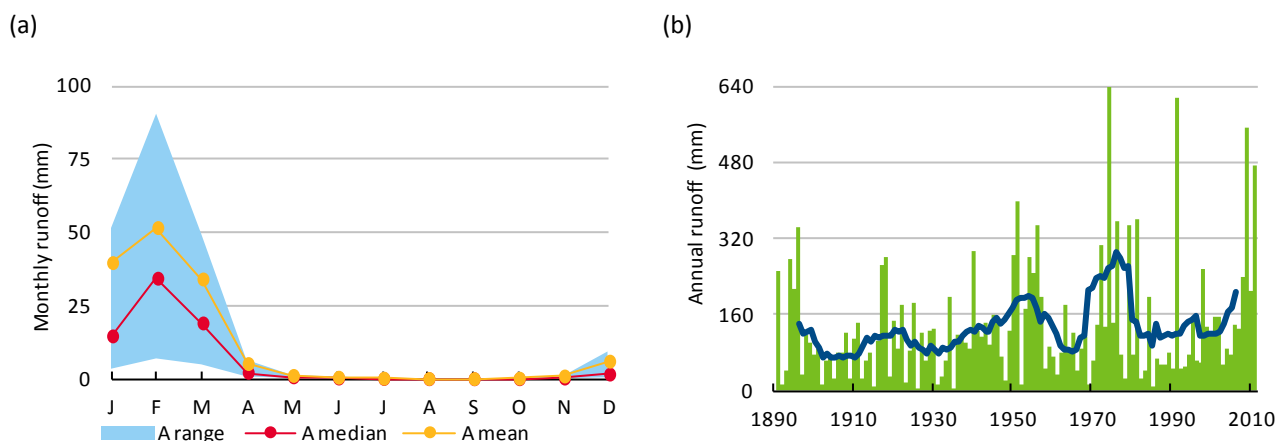 (a)
Monthly runoff (mm)
100
75
50
25
0
J F M A M J J A S O N D
A range A median A mean
(b)
Annual runoff (mm)
640
480
320
160
0
1890 1910 1930 1950 1970 1990 2010